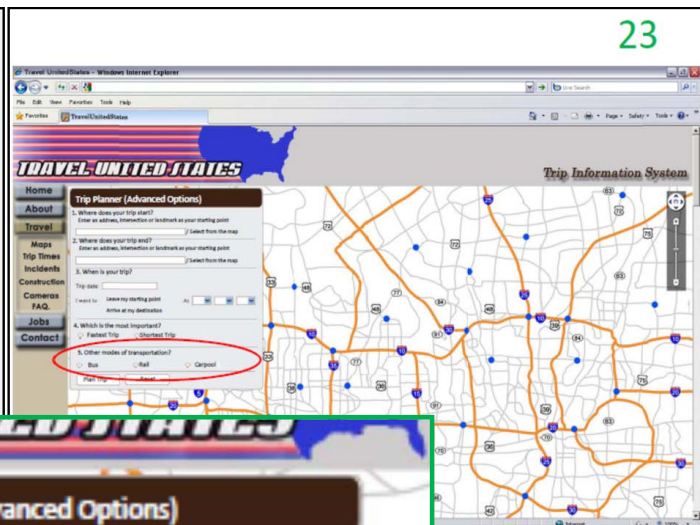 23
Travel UnitedStates - Windows Internet Explorer
Live Search
File Edit View Favorites Tools Help
Favorites TravelUnitedStates
Page Safety Tools
TRAVEL UNITED STATES
Trip Information System
Home
About
Travel
Maps
Trip Times
Incidents
Construction
Cameras
FAQ.
Jobs
Contact
Trip Planner (Advanced Options)
1. Where does your trip start?
Enter an address, intersection or landmark as your starting point
/ Select from the map
2. Where does your trip end?
Enter an address, intersection or landmark as your starting point
/ Select from the map
3. When is your trip?
Trip date:
I want to Leave my starting point At
Arrive at my destination
4. Which is the most important?
Fastest Trip Shortest Trip
5. Other modes of transportation?
Bus Rail Carpool
Plan Trip Reset
Internet
ED STATES
vanced Options)